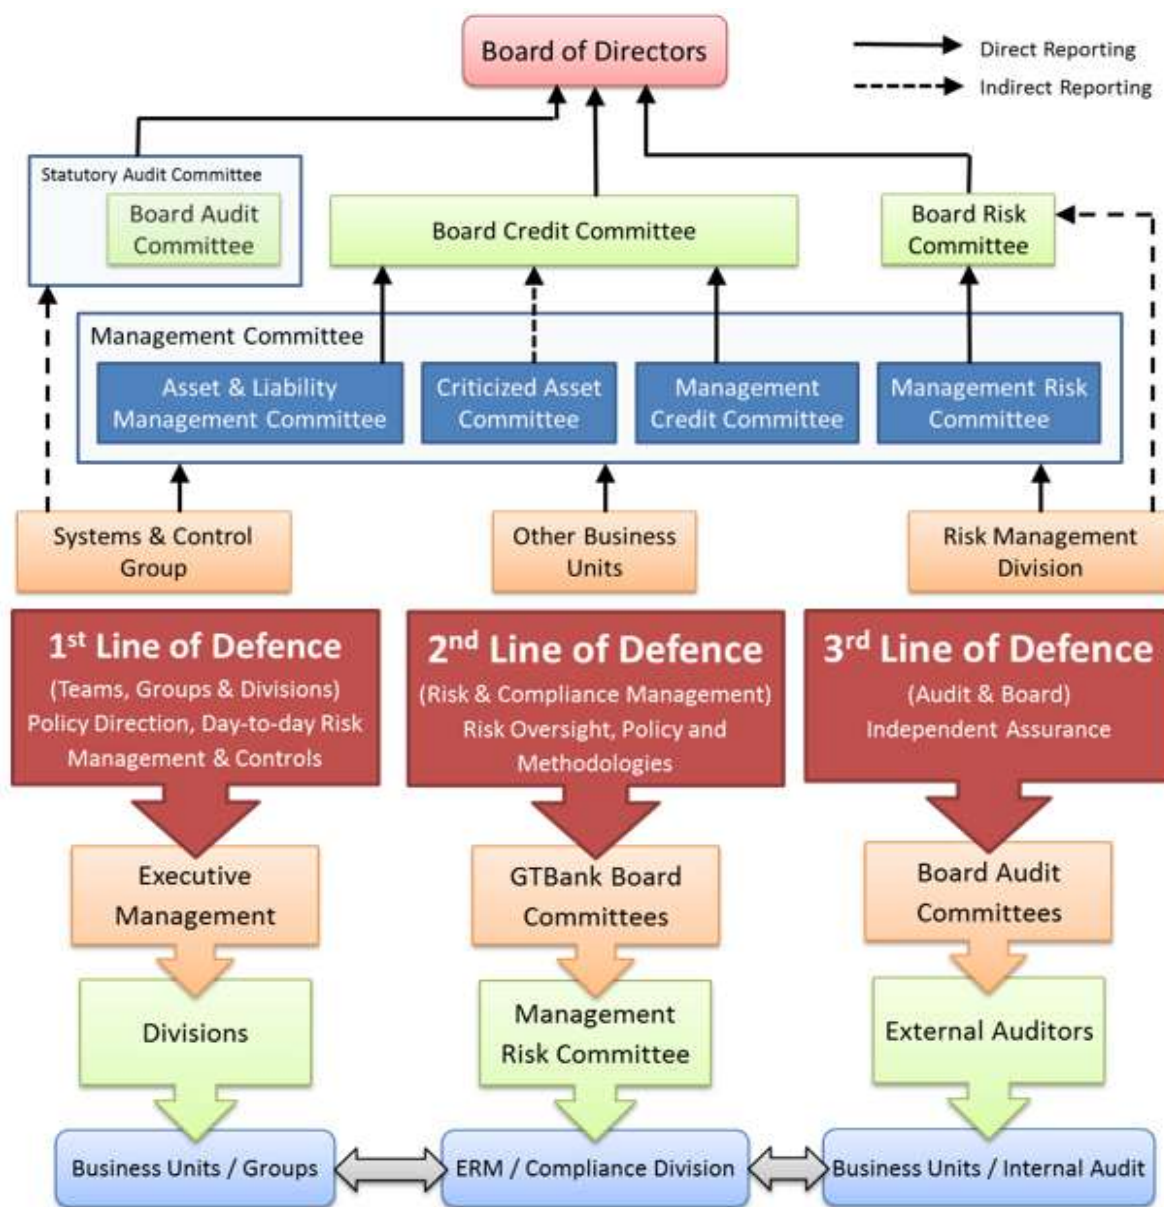 Board of Directors
Direct Reporting
Indirect Reporting
Statutory Audit Committee
Board Audit
Committee
Board Credit Committee
Board Risk
Committee
Management Committee
Asset & Liability
Management Committee
Criticized Asset
Committee
Management
Credit Committee
Management Risk
Committee
Systems & Control
Group
Other Business
Units
Risk Management
Division
1st Line of Defence
(Teams, Groups & Divisions)
Policy Direction, Day-to-day Risk
Management & Controls
2nd Line of Defence
(Risk & Compliance Management)
Risk Oversight, Policy and
Methodologies
3rd Line of Defence
(Audit & Board)
Independent Assurance
Executive
Management
GTBank Board
Committees
Board Audit
Committees
Divisions
Management
Risk Committee
External Auditors
Business Units / Groups
ERM / Compliance Division
Business Units / Internal Audit